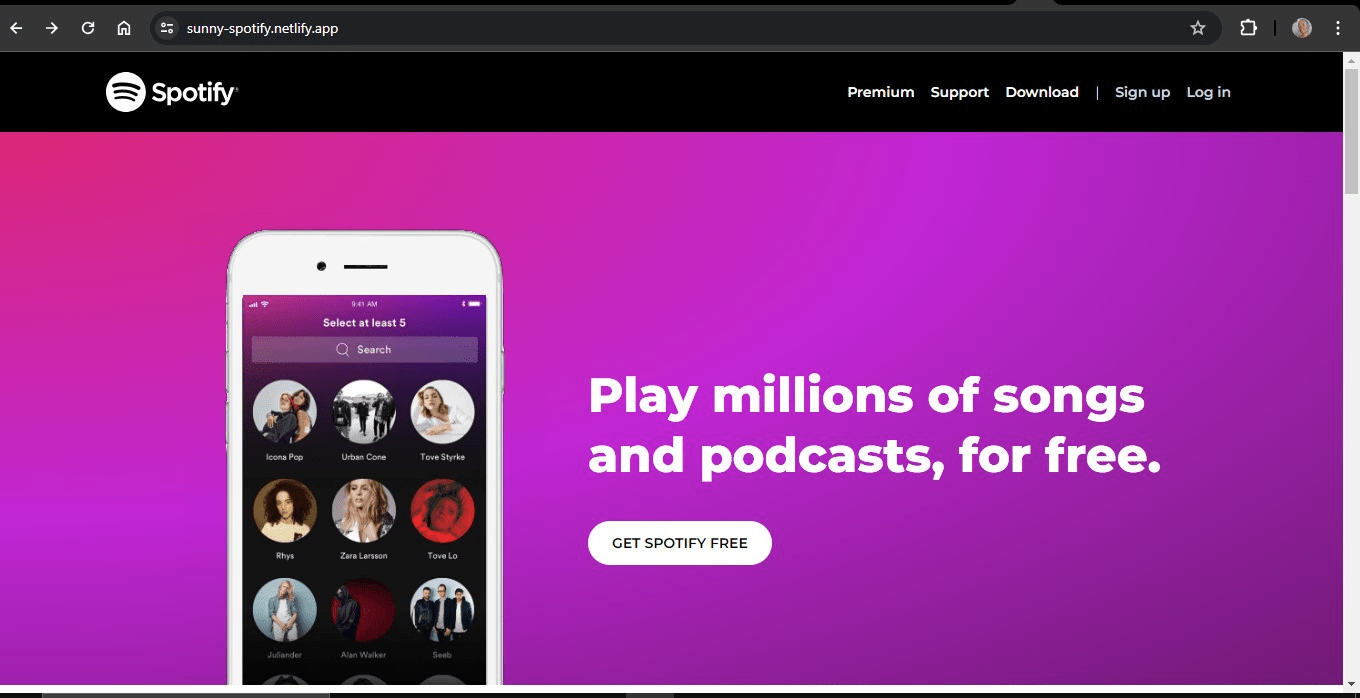 sunny-spotify.netlify.app
Spotify®
Premium Support Download | Sign up Log in
9:41 AM
Select at least 5
Search
Icona Pop Urban Cone Tove Styrke
Rhys Zara Larsson Tove Lo
Juliander Alan Walker Seeb
Play millions of songs
and podcasts, for free.
GET SPOTIFY FREE